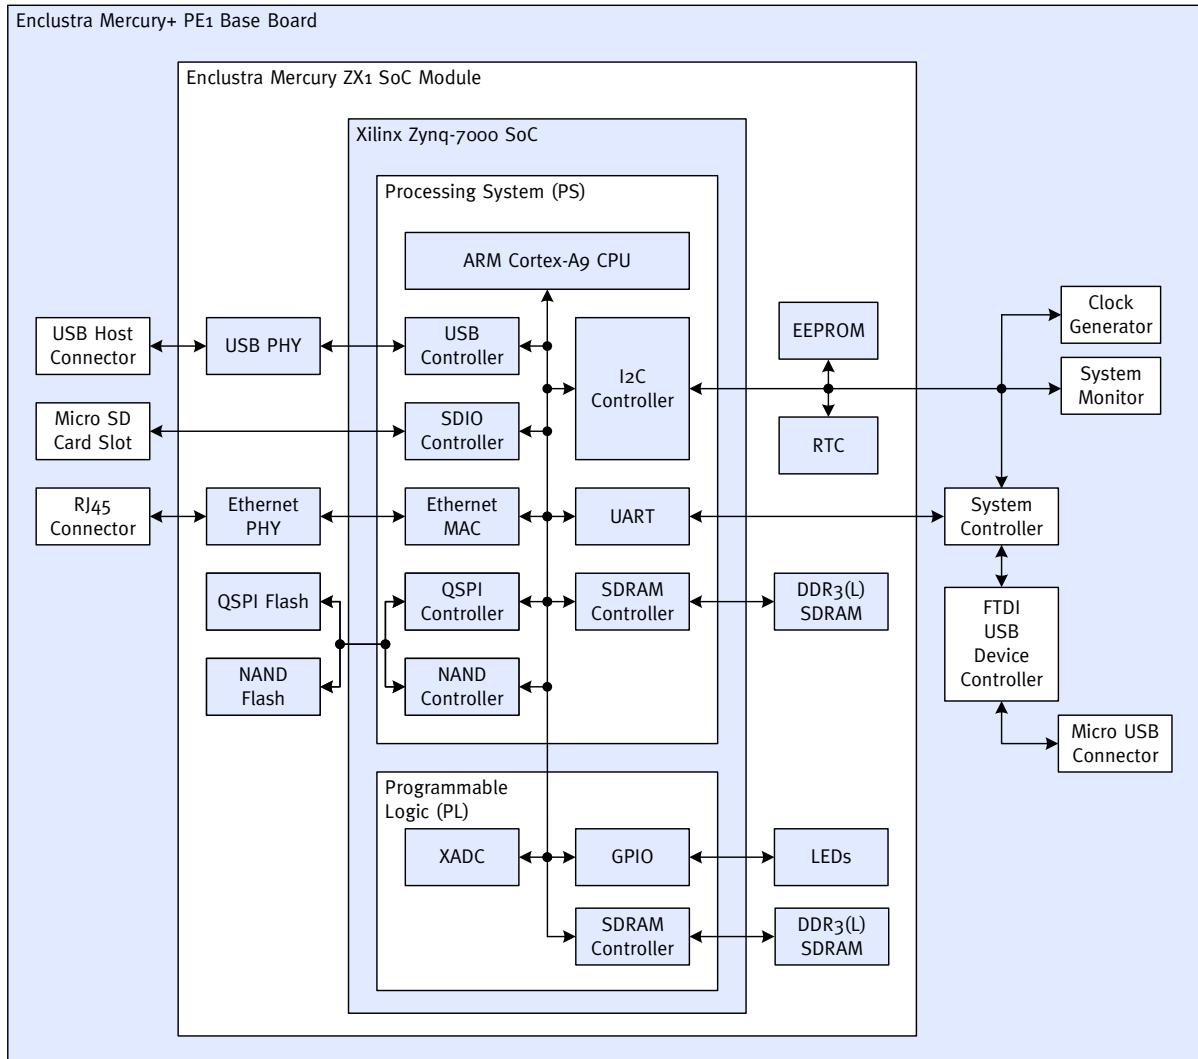 Enclustra Mercury+ PE1 Base Board
Enclustra Mercury ZX1 SoC Module
Xilinx Zynq-7000 SoC
Processing System (PS)
ARM Cortex-A9 CPU
USB Host
Connector
USB PHY
USB
Controller
I2C
Controller
EEPROM
Clock
Generator
System
Monitor
Micro SD
Card Slot
SDIO
Controller
RTC
RJ45
Connector
Ethernet
PHY
Ethernet
MAC
UART
System
Controller
QSPI Flash
QSPI
Controller
SDRAM
Controller
DDR3(L)
SDRAM
FTDI
USB
Device
Controller
NAND
Flash
NAND
Controller
Micro USB
Connector
Programmable
Logic (PL)
XADC
GPIO
LEDs
SDRAM
Controller
DDR3(L)
SDRAM